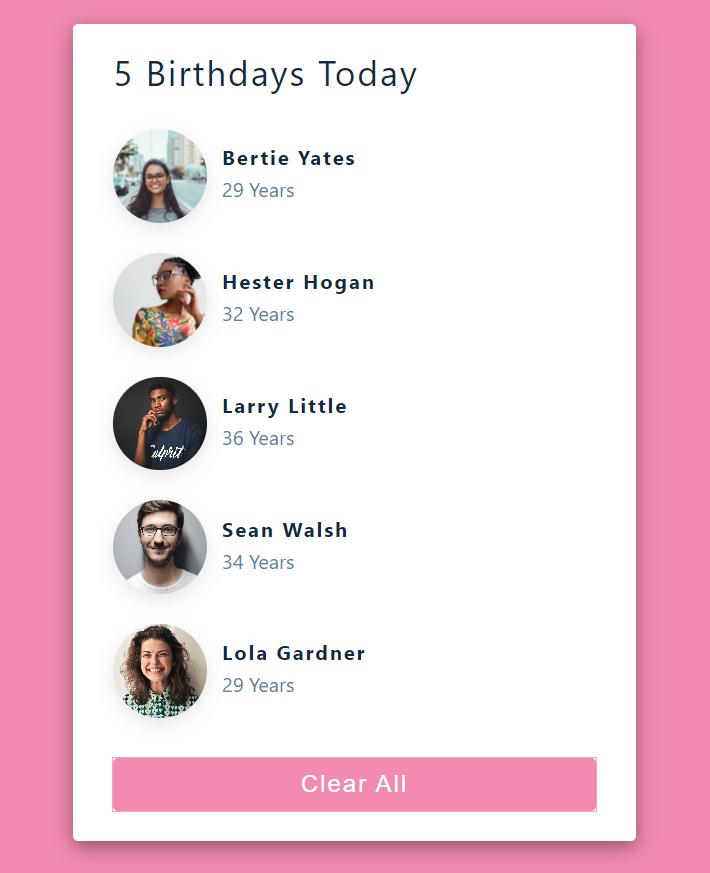 5 Birthdays Today
Bertie Yates
29 Years
Hester Hogan
32 Years
Larry Little
36 Years
Culprit
Sean Walsh
34 Years
Lola Gardner
29 Years
Clear All